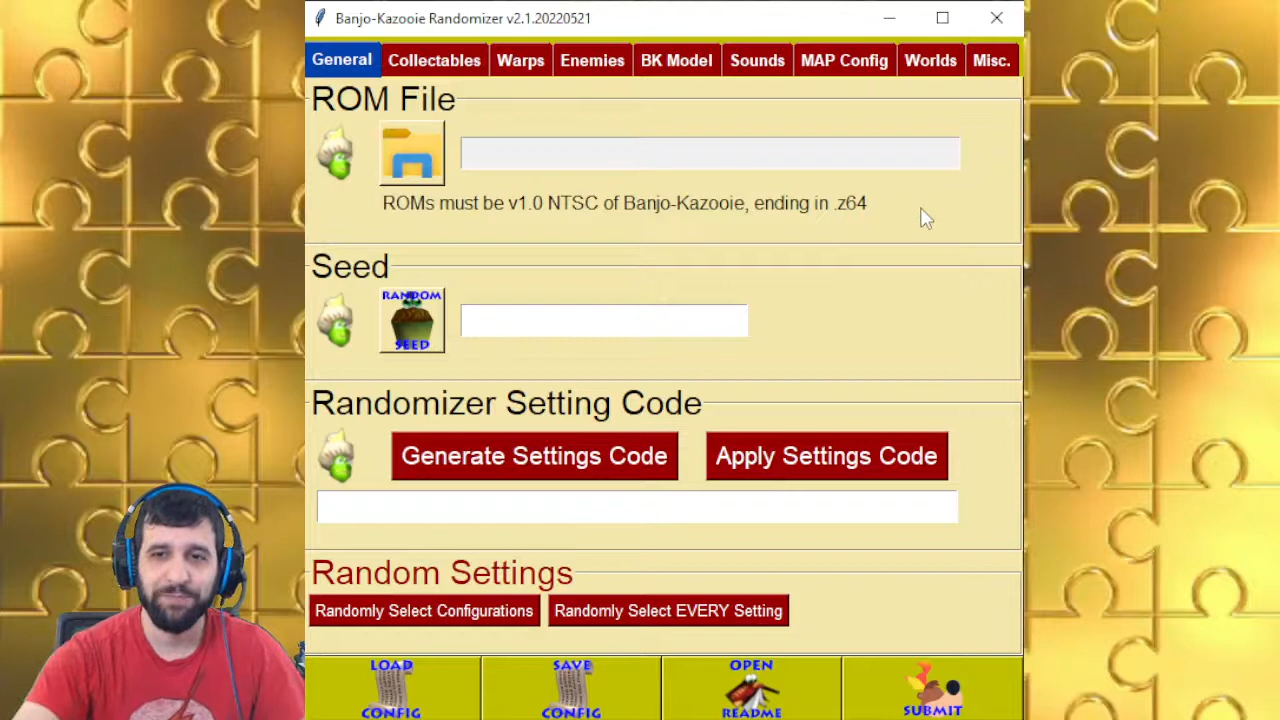 Banjo-Kazooie Randomizer v2.1.20220521
General Collectables Warps Enemies BK Model Sounds MAP Config Worlds Misc.
ROM File
ROMs must be v1.0 NTSC of Banjo-Kazooie, ending in .z64
Seed
RANDOM
SEED
Randomizer Setting Code
Generate Settings Code Apply Settings Code
Random Settings
Randomly Select Configurations Randomly Select EVERY Setting
LOAD SAVE OPEN
CONFIG CONFIG README SUBMIT